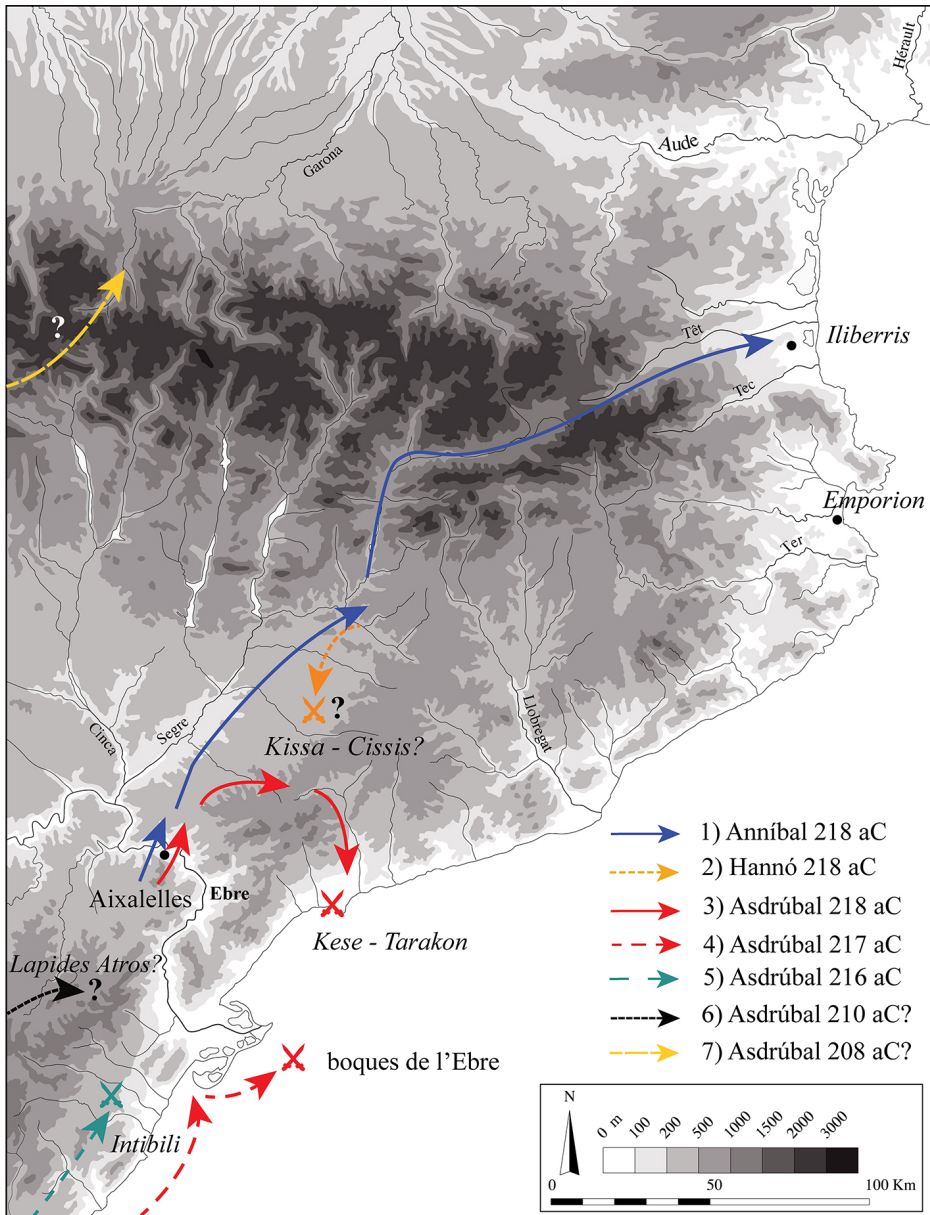 Hérault
Aude
Garona
?
Têt
Iliberris
Tec
Emporion
Ter
?
Kissa - Cissis?
Llobregat
Segre
Cinca
Aixalelles
Ebre
Kese - Tarakon
Lapides Atros?
?
boques de l'Ebre
Intibili
1) Anníbal 218 aC
2) Hannó 218 aC
3) Asdrúbal 218 aC
4) Asdrúbal 217 aC
5) Asdrúbal 216 aC
6) Asdrúbal 210 aC?
7) Asdrúbal 208 aC?
N
0 m 100 200 500 1000 1500 2000 3000
0 50 100 Km